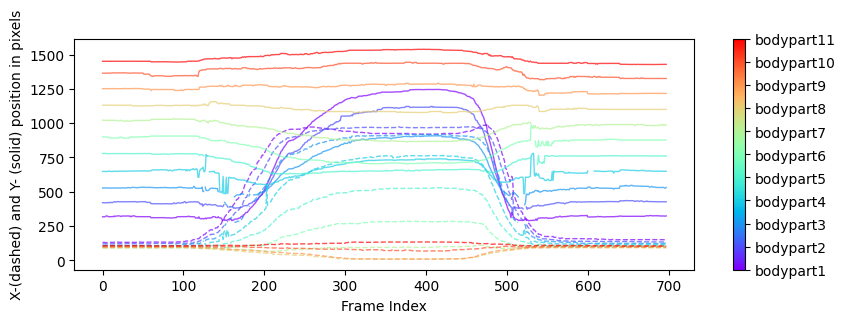 X-(dashed) and Y- (solid) position in pixels
1500
1250
1000
750
500
250
0
0 100 200 300 400 500 600 700
Frame Index
bodypart11
bodypart10
bodypart9
bodypart8
bodypart7
bodypart6
bodypart5
bodypart4
bodypart3
bodypart2
bodypart1